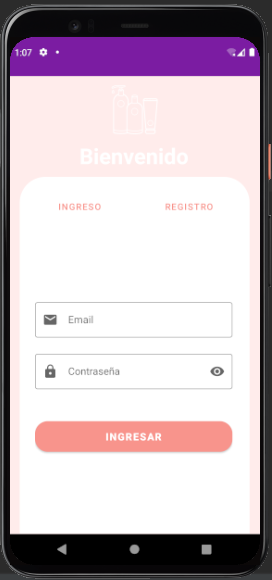 1:07
Bienvenido
INGRESO REGISTRO
Email
Contraseña
INGRESAR